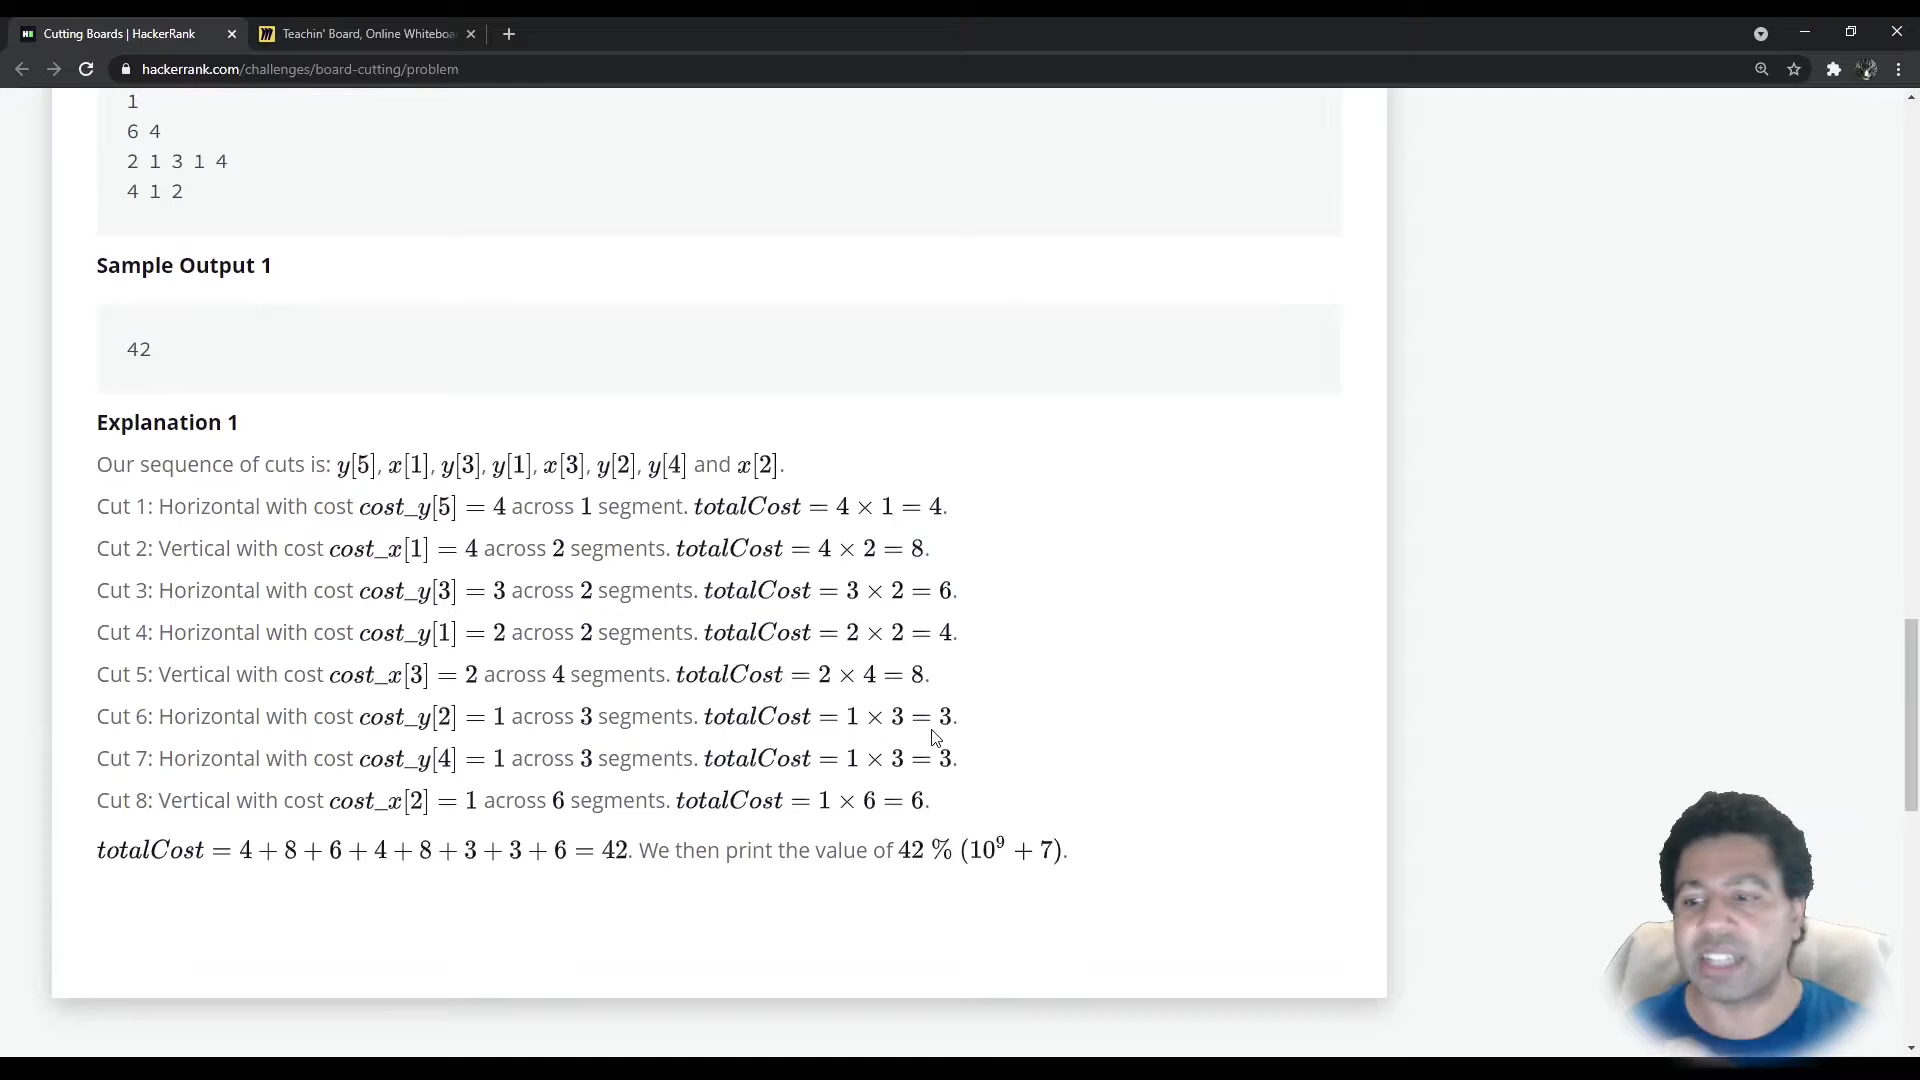 Cutting Boards | HackerRank
Teachin' Board, Online Whiteboa
hackerrank.com/challenges/board-cutting/problem
1
6 4
2 1 3 1 4
4 1 2
Sample Output 1
42
Explanation 1
Our sequence of cuts is: y[5], x[1], y[3], y[1], x[3], y[2], y[4] and x[2].
Cut 1: Horizontal with cost cost_y[5] = 4 across 1 segment. totalCost = 4 × 1 = 4.
Cut 2: Vertical with cost cost_x[1] = 4 across 2 segments. totalCost = 4 × 2 = 8.
Cut 3: Horizontal with cost cost_y[3] = 3 across 2 segments. totalCost = 3 × 2 = 6.
Cut 4: Horizontal with cost cost_y[1] = 2 across 2 segments. totalCost = 2 × 2 = 4.
Cut 5: Vertical with cost cost_x[3] = 2 across 4 segments. totalCost = 2 × 4 = 8.
Cut 6: Horizontal with cost cost_y[2] = 1 across 3 segments. totalCost = 1 × 3 = 3.
Cut 7: Horizontal with cost cost_y[4] = 1 across 3 segments. totalCost = 1 × 3 = 3.
Cut 8: Vertical with cost cost_x[2] = 1 across 6 segments. totalCost = 1 × 6 = 6.
totalCost = 4 + 8 + 6 + 4 + 8 + 3 + 3 + 6 = 42. We then print the value of 42 % (10⁹ + 7).